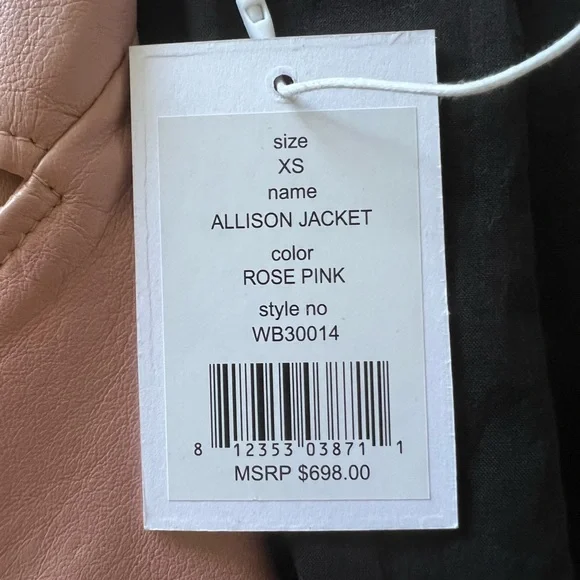 size
XS
name
ALLISON JACKET
color
ROSE PINK
style no
WB30014
8 12353 03871 1
MSRP $698.00